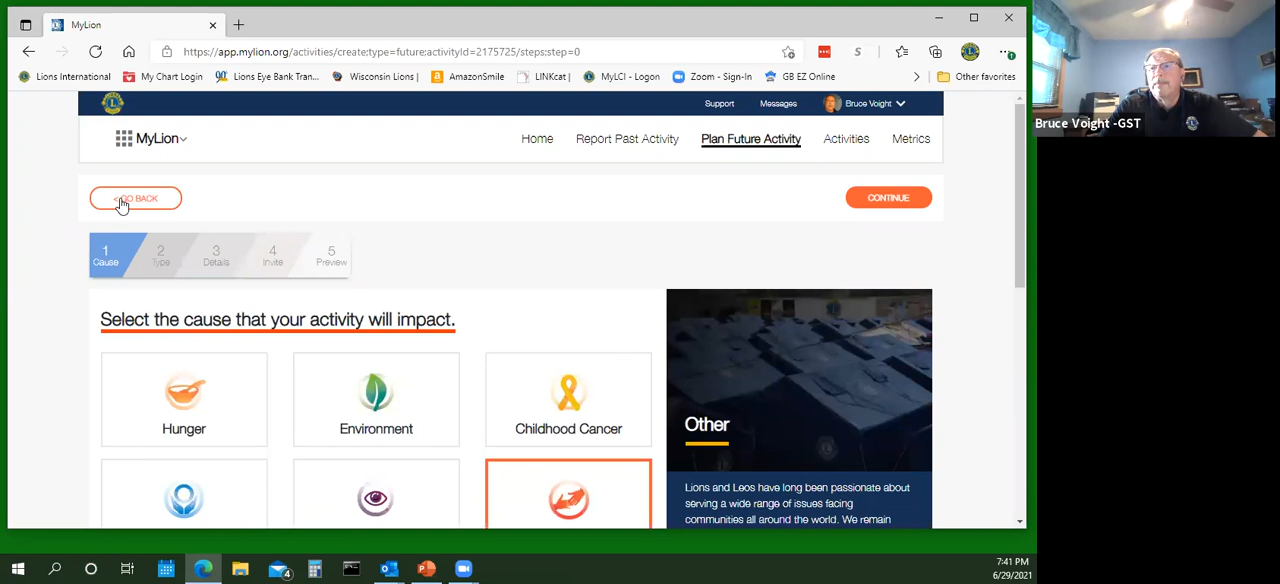 MyLion
https://app.mylion.org/activities/create;type=future;activityId=2175725/steps;step=0
Lions International
My Chart Login
Lions Eye Bank Tran...
Wisconsin Lions |
AmazonSmile
LINKcat |
MyLCI - Logon
Zoom - Sign-In
GB EZ Online
Other favorites
Support
Messages
Bruce Voight
MyLion
Home
Report Past Activity
Plan Future Activity
Activities
Metrics
< GO BACK
CONTINUE
1
Cause
2
Type
3
Details
4
Invite
5
Preview
Select the cause that your activity will impact.
Hunger
Environment
Childhood Cancer
Other
Lions and Leos have long been passionate about
serving a wide range of issues facing
communities all around the world. We remain
Bruce Voight -GST
4
7:41 PM
6/29/2021